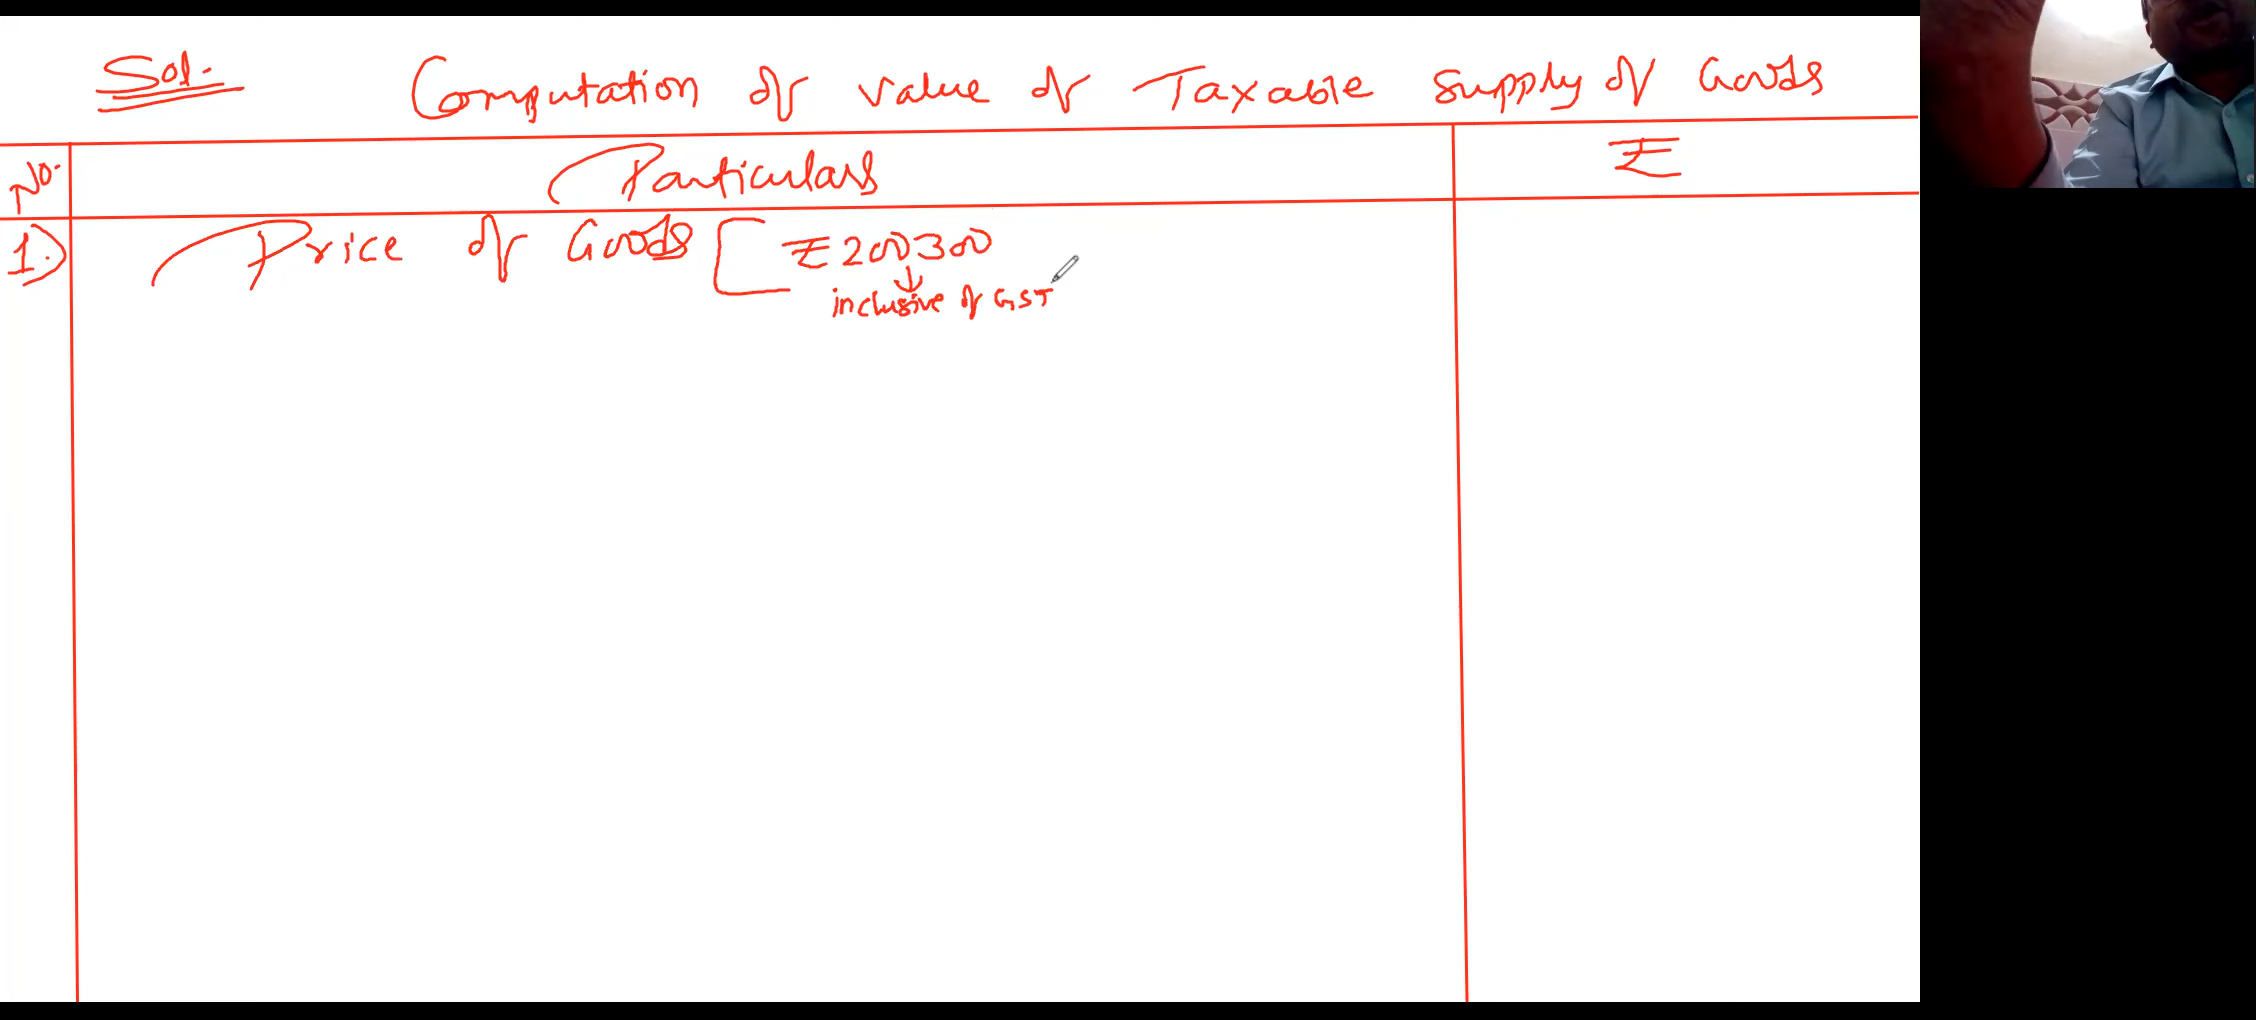 Sol. Computation of value of Taxable supply of Goods
No. Particulars ₹
1.) Price of Goods [ ₹200300
↓
inclusive of GST